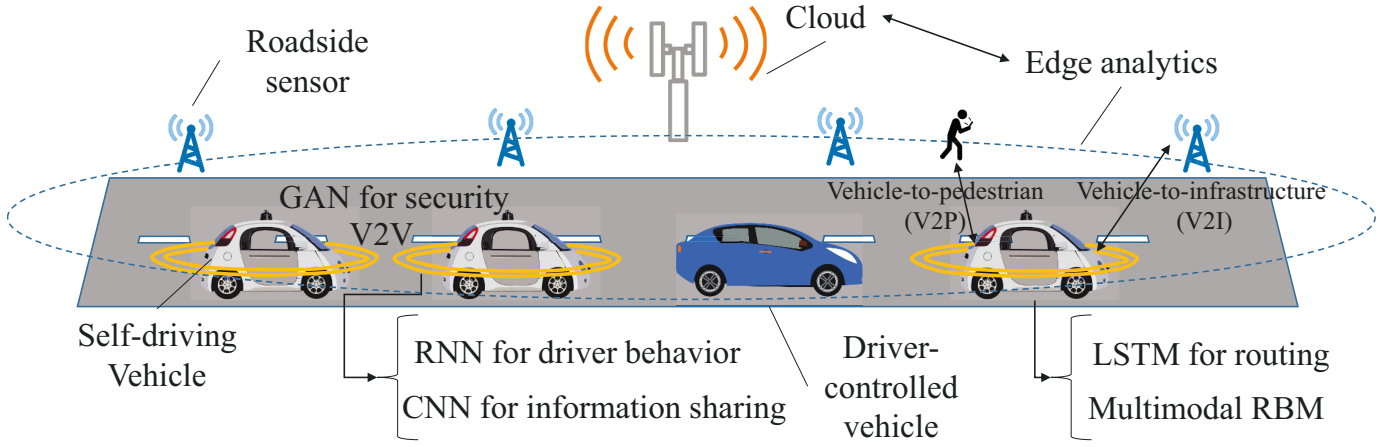 Roadside
sensor
Cloud
Edge analytics
GAN for security
V2V
Vehicle-to-pedestrian
(V2P)
Vehicle-to-infrastructure
(V2I)
Self-driving
Vehicle
RNN for driver behavior
CNN for information sharing
Driver-
controlled
vehicle
LSTM for routing
Multimodal RBM